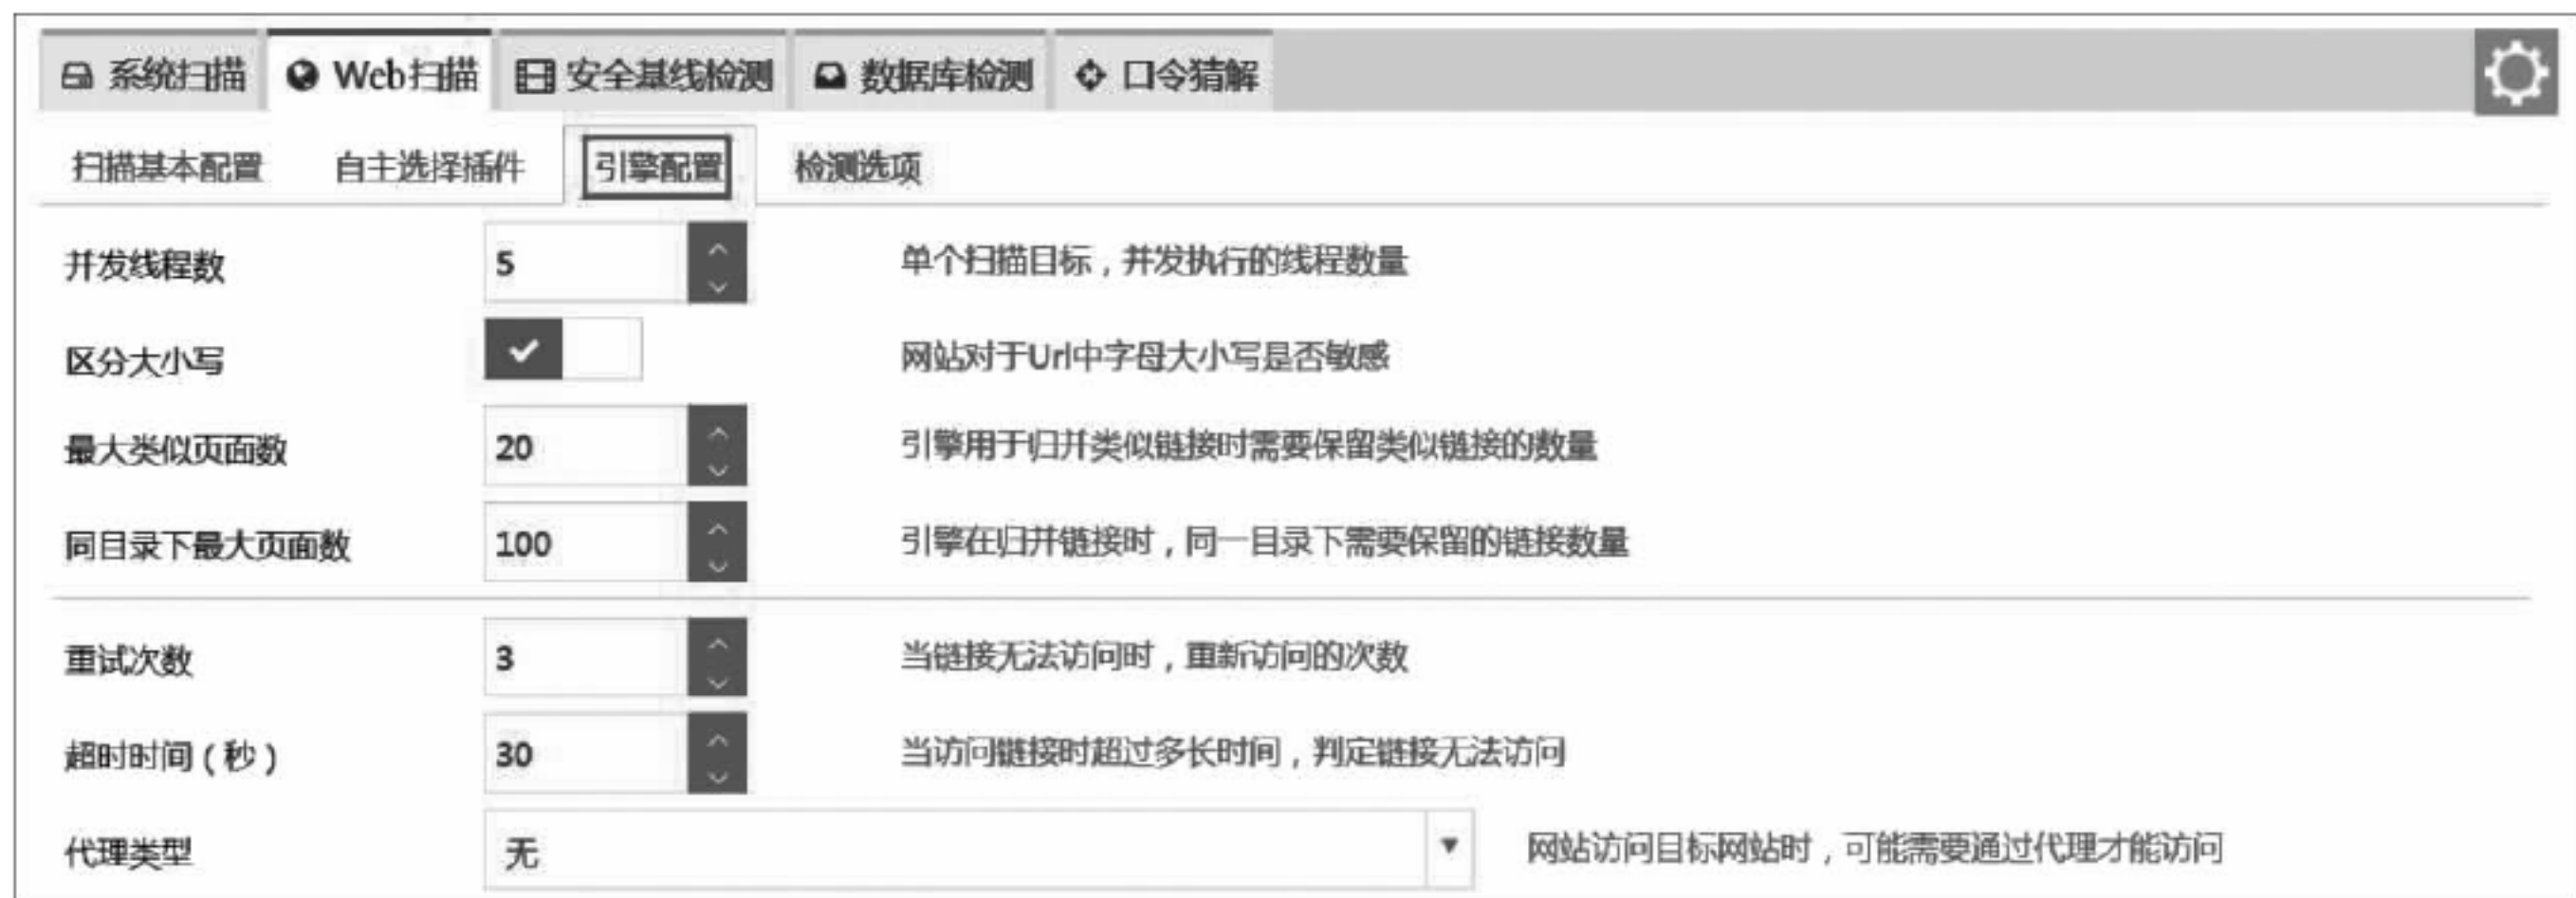 系统扫描 Web扫描 安全基线检测 数据库检测 口令猜解
扫描基本配置 自主选择插件 引擎配置 检测选项
并发线程数 5 单个扫描目标，并发执行的线程数量
区分大小写 网站对于Url中字母大小写是否敏感
最大类似页面数 20 引擎用于归并类似链接时需要保留类似链接的数量
同目录下最大页面数 100 引擎在归并链接时，同一目录下需要保留的链接数量
重试次数 3 当链接无法访问时，重新访问的次数
超时时间(秒) 30 当访问链接时超过多长时间，判定链接无法访问
代理类型 无 网站访问目标网站时，可能需要通过代理才能访问